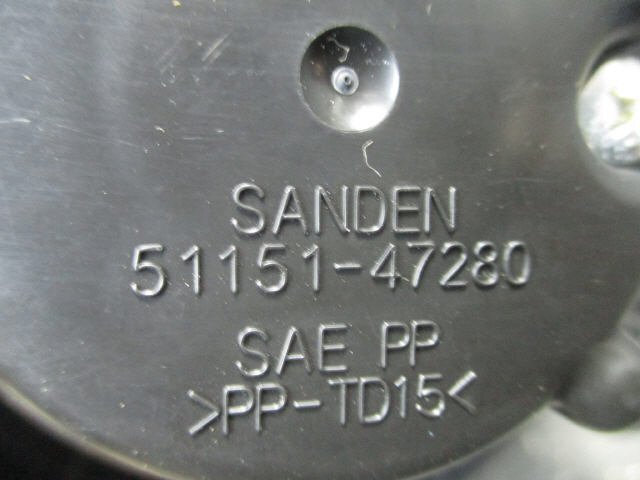 SANDEN
51151-47280
SAE PP
>PP-TD15<